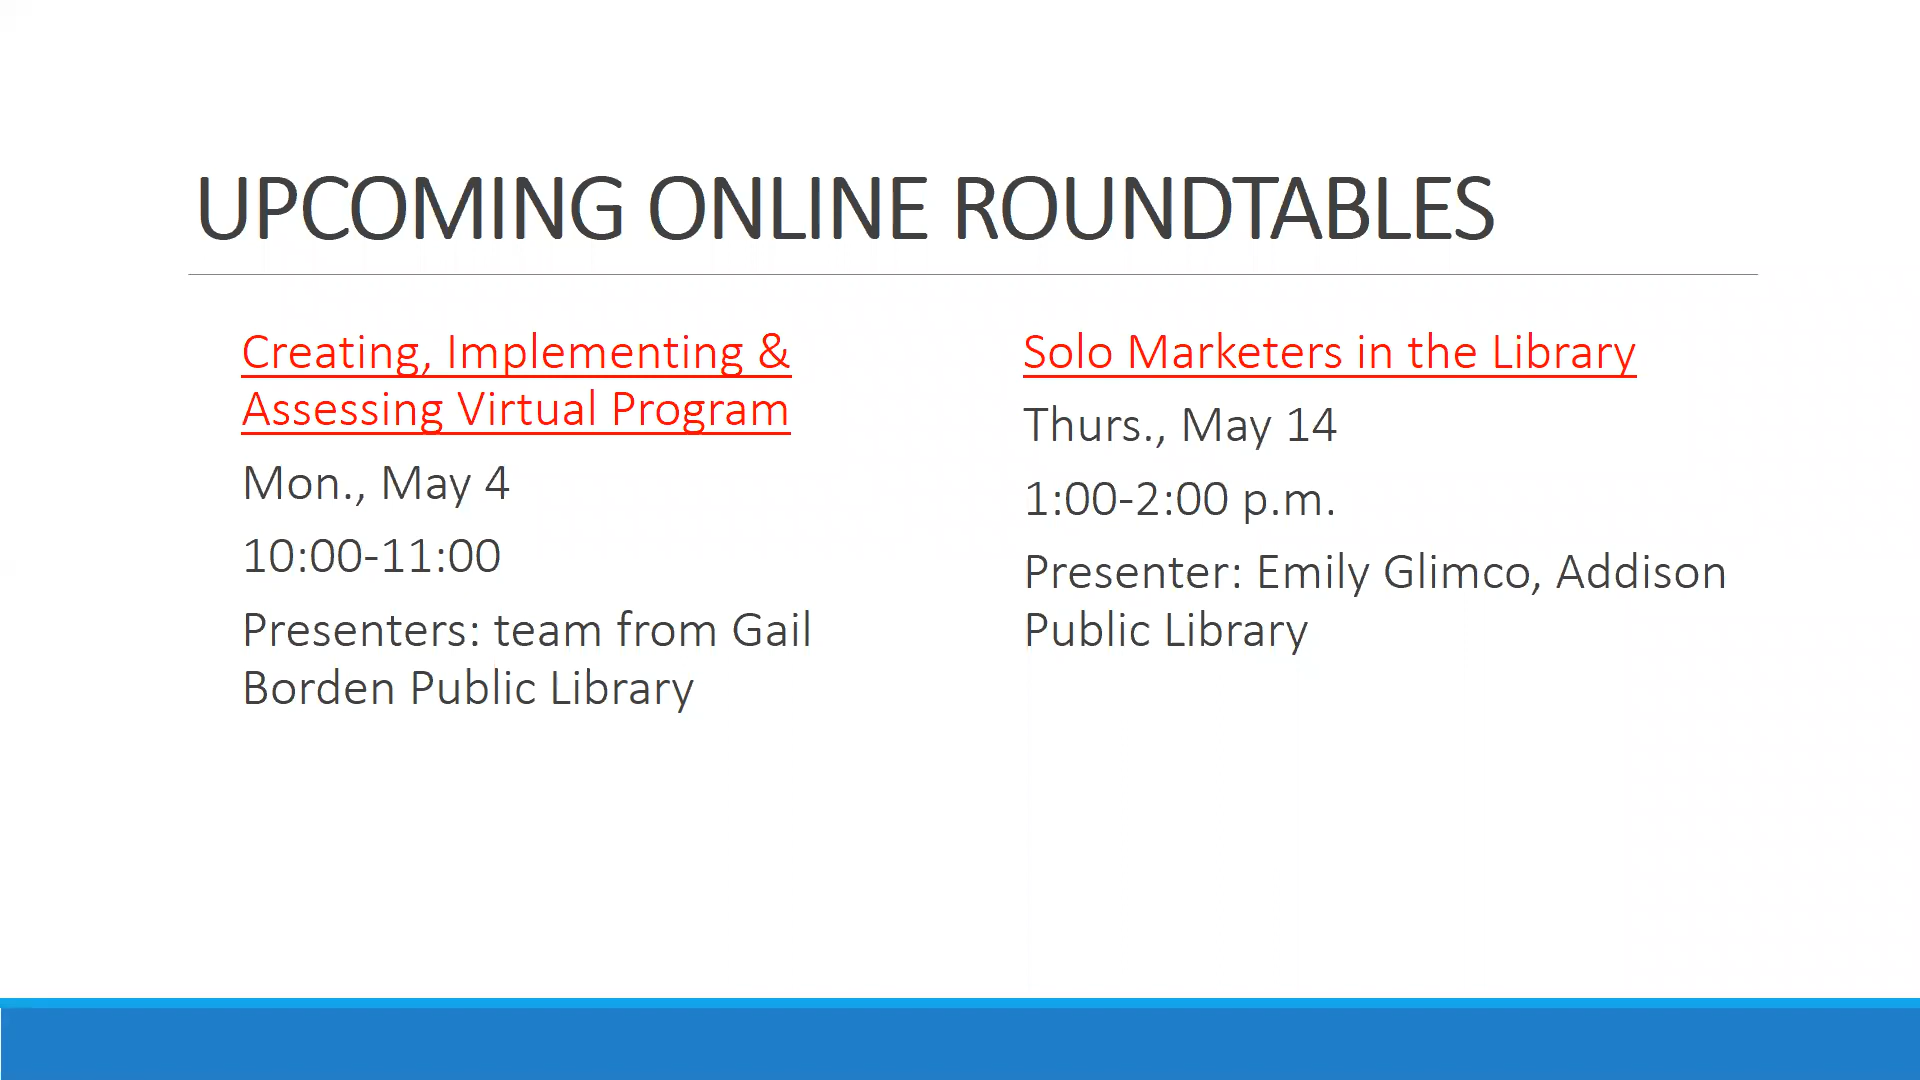 UPCOMING ONLINE ROUNDTABLES
Creating, Implementing &
Assessing Virtual Program
Mon., May 4
10:00-11:00
Presenters: team from Gail
Borden Public Library
Solo Marketers in the Library
Thurs., May 14
1:00-2:00 p.m.
Presenter: Emily Glimco, Addison
Public Library